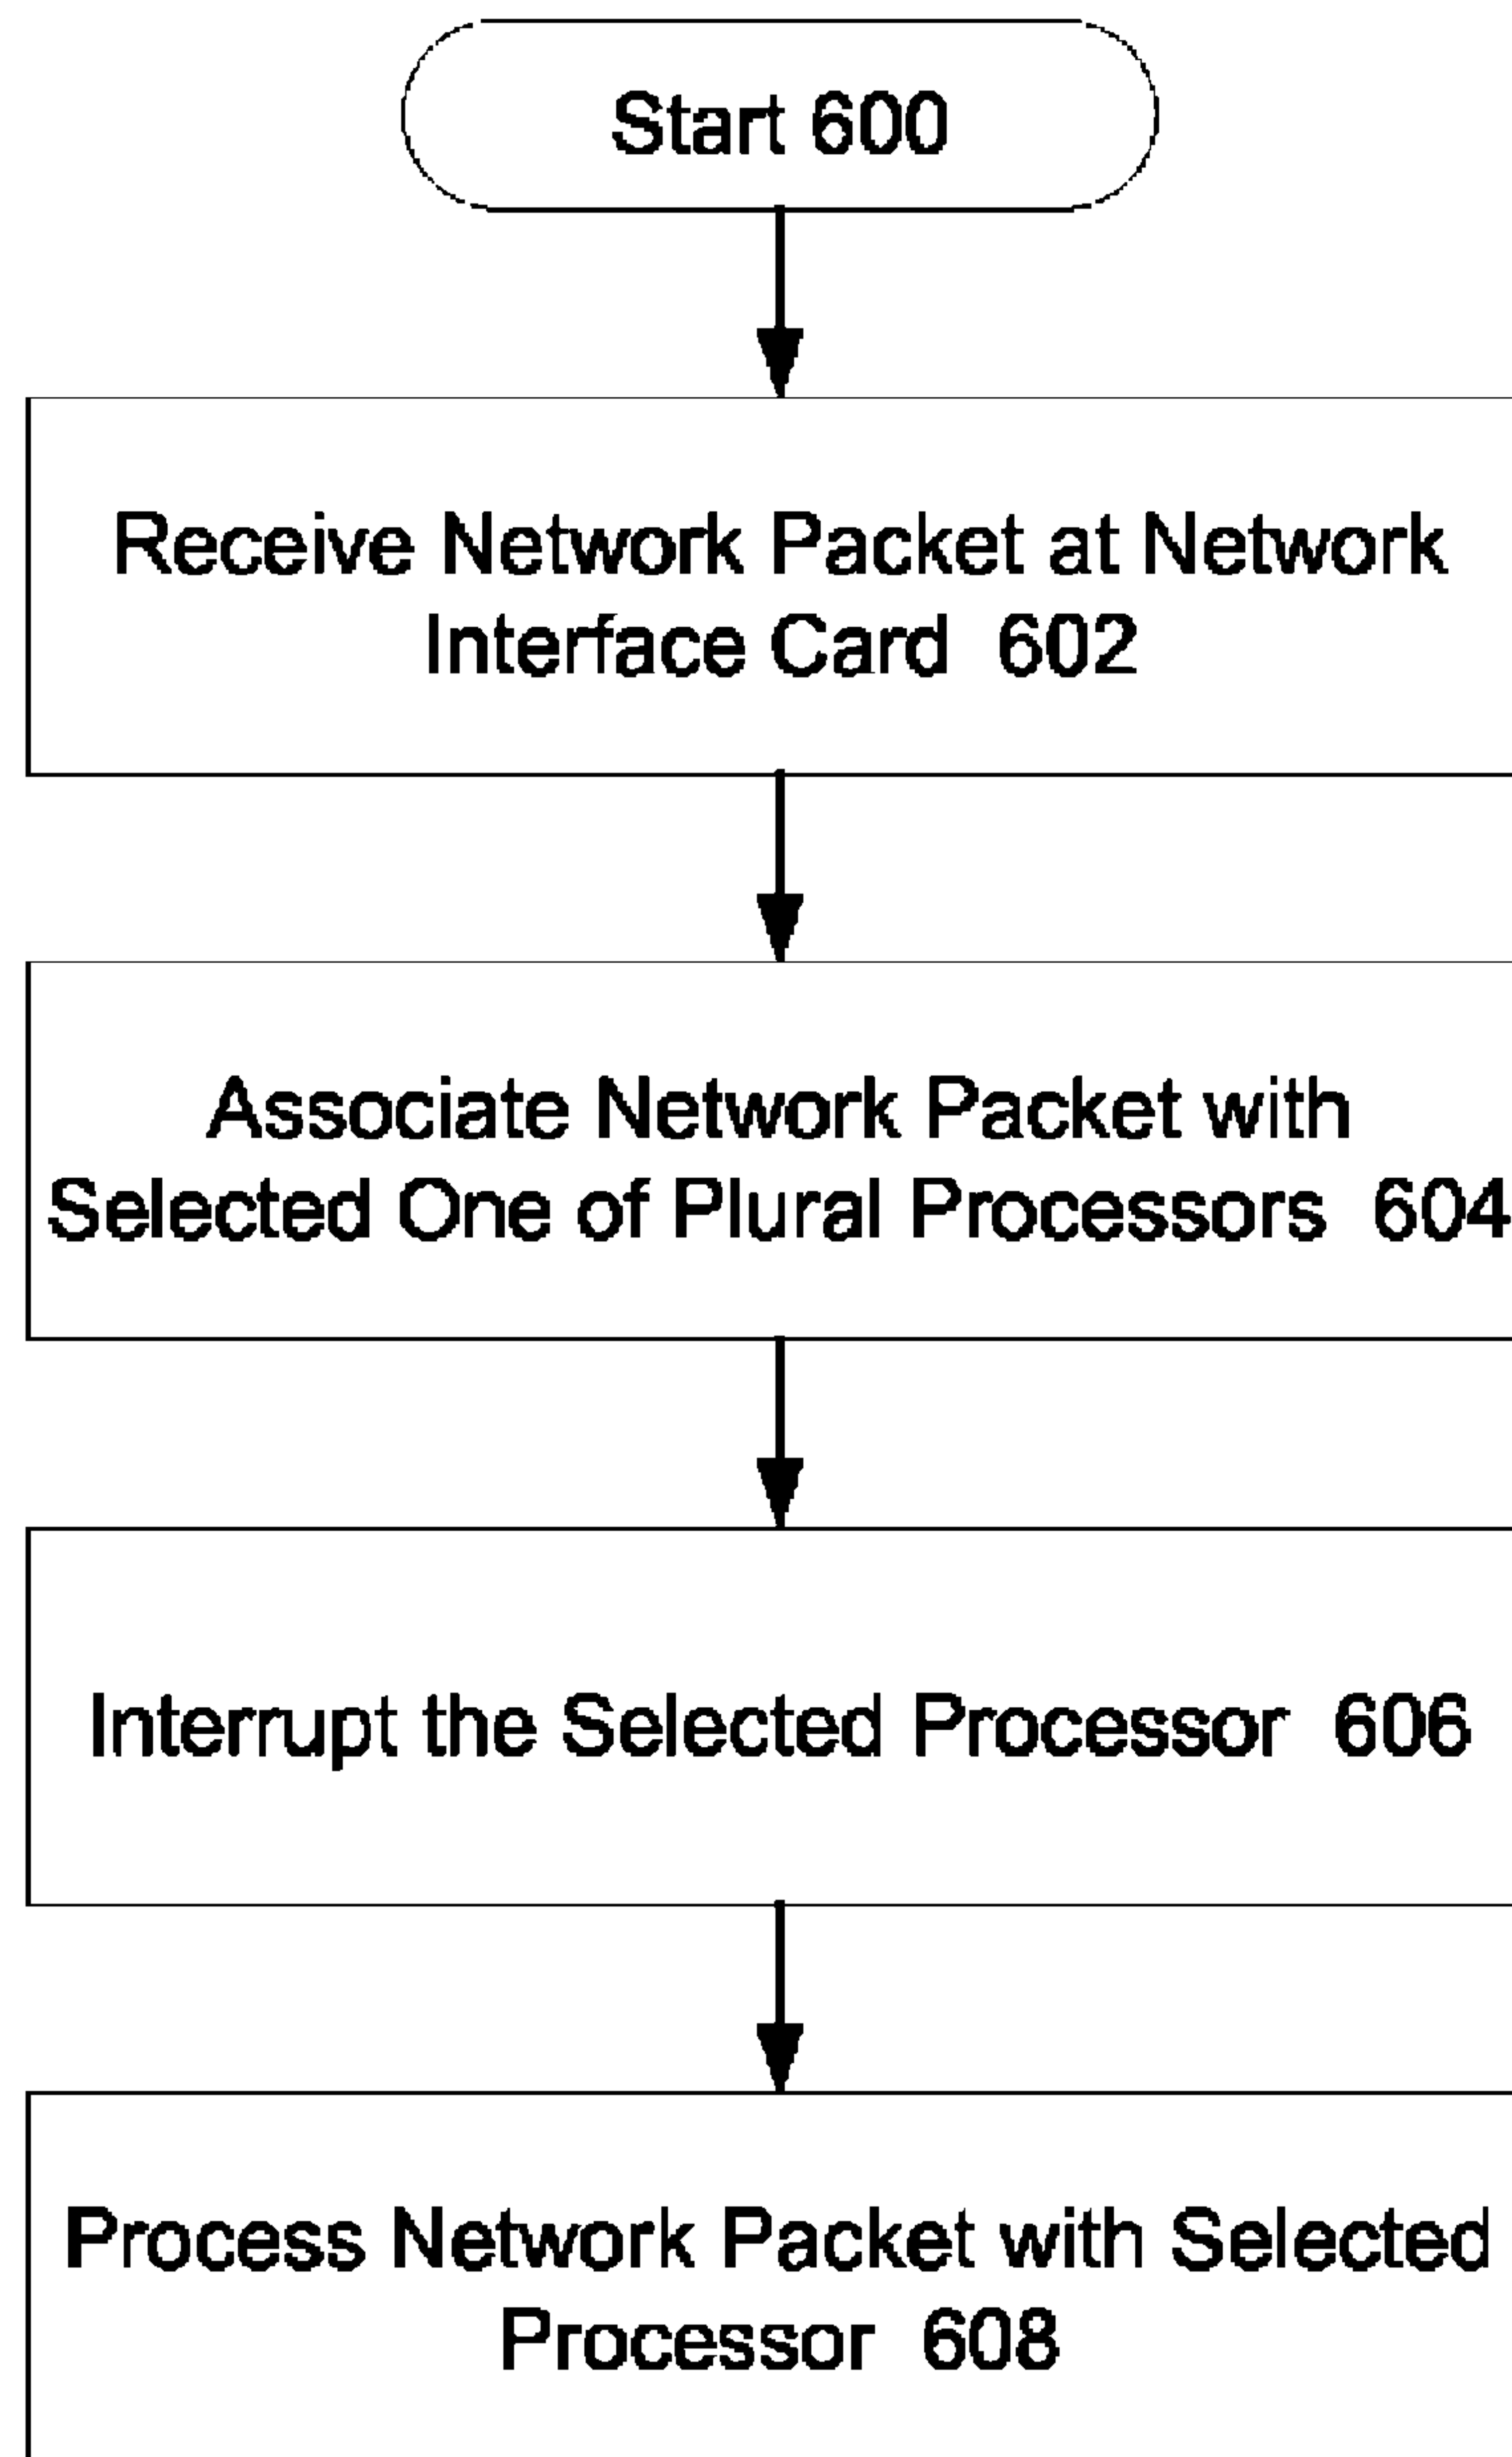 Start 600
Receive Network Packet at Network
Interface Card 602
Associate Network Packet with
Selected One of Plural Processors 604
Interrupt the Selected Processor 606
Process Network Packet with Selected
Processor 608